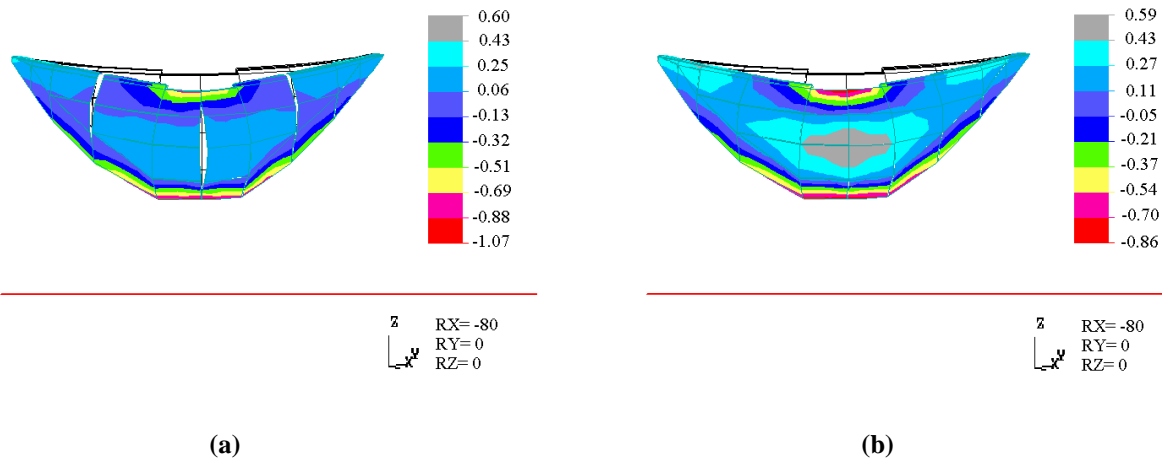 0.60
0.43
0.25
0.06
-0.13
-0.32
-0.51
-0.69
-0.88
-1.07
Z
Y
X
RX= -80
RY= 0
RZ= 0
(a)
0.59
0.43
0.27
0.11
-0.05
-0.21
-0.37
-0.54
-0.70
-0.86
Z
Y
X
RX= -80
RY= 0
RZ= 0
(b)